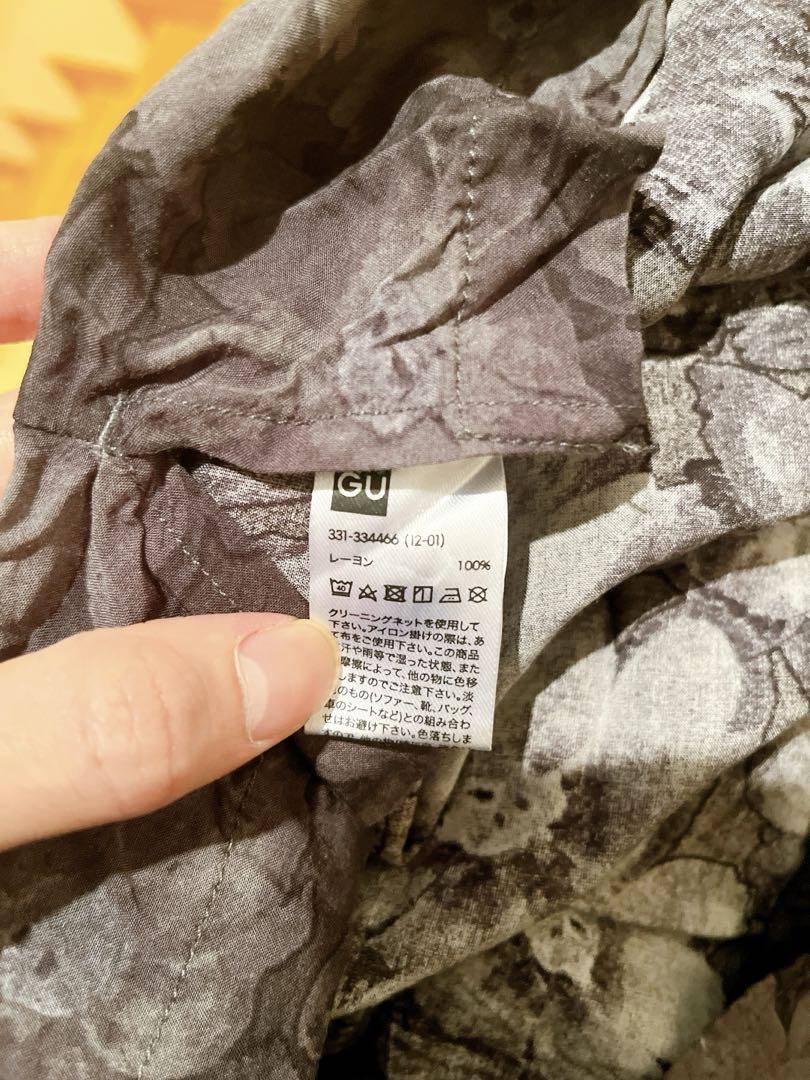 GU
331-334466 (12-01)
レーヨン 100%
40
クリーニングネットを使用して
下さい。アイロン掛けの際は、あ
て布をご使用下さい。この商品
汗や雨等で湿った状態、また
摩擦によって、他の物に色移
しますのでご注意下さい。淡
のもの(ソファー、靴、バッグ、
車のシートなど)との組み合わ
せはお避け下さい。色落ちしま